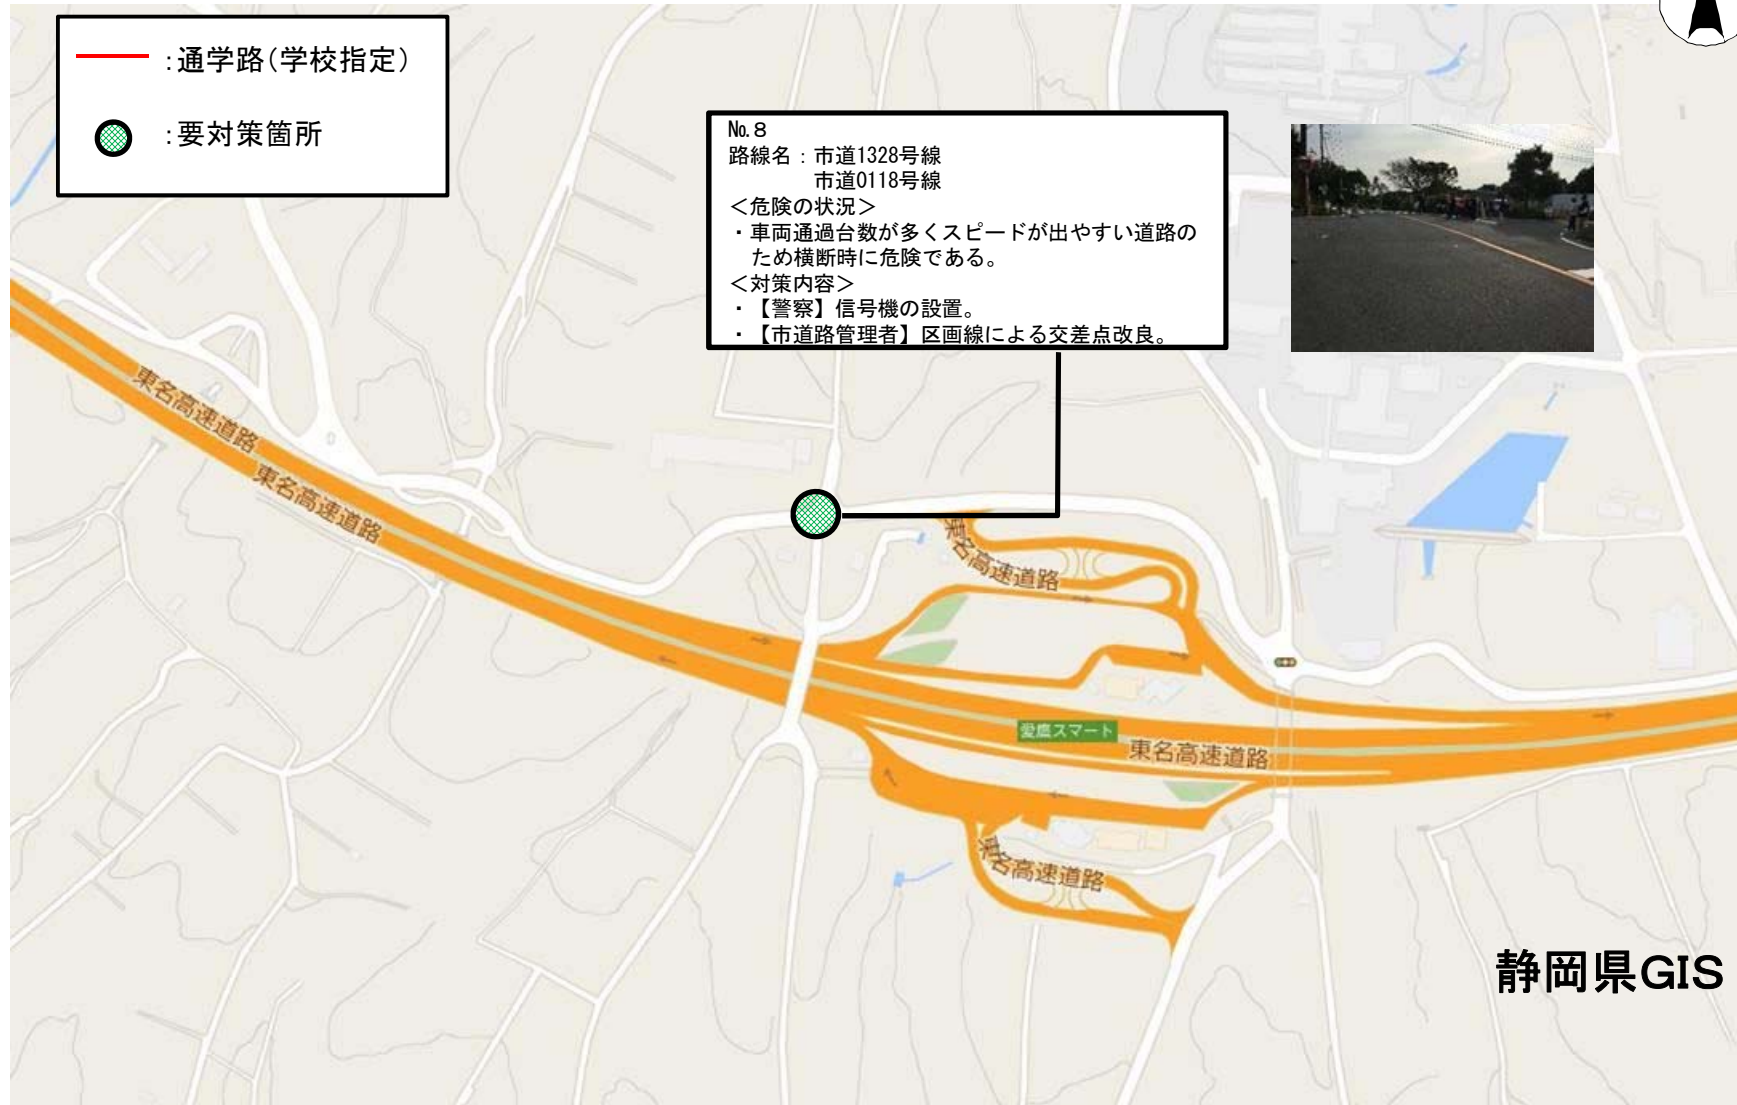 :通学路(学校指定)
:要対策箇所
№.8
路線名:市道1328号線
市道0118号線
＜危険の状況＞
・車両通過台数が多くスピードが出やすい道路の
ため横断時に危険である。
＜対策内容＞
・【警察】信号機の設置。
・【市道路管理者】区画線による交差点改良。
東名高速道路
東名高速道路
東名高速道路
愛鷹スマート
東名高速道路
東名高速道路
静岡県GIS